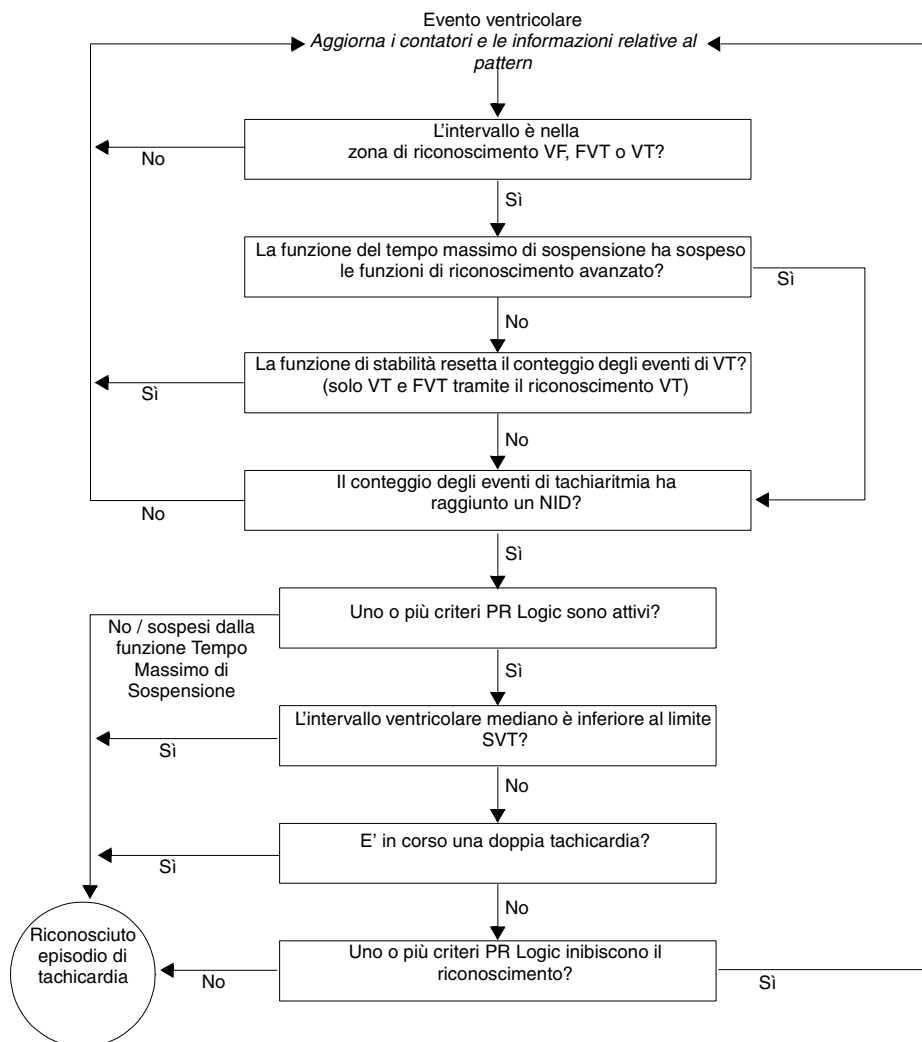 Evento ventricolare
Aggiorna i contatori e le informazioni relative al
pattern
L'intervallo è nella
zona di riconoscimento VF, FVT o VT?
No
Sì
La funzione del tempo massimo di sospensione ha sospeso
le funzioni di riconoscimento avanzato?
Sì
No
La funzione di stabilità resetta il conteggio degli eventi di VT?
(solo VT e FVT tramite il riconoscimento VT)
Sì
No
Il conteggio degli eventi di tachiaritmia ha
raggiunto un NID?
No
Sì
Uno o più criteri PR Logic sono attivi?
No / sospesi dalla
funzione Tempo
Massimo di
Sospensione
Sì
L'intervallo ventricolare mediano è inferiore al limite
SVT?
Sì
No
E' in corso una doppia tachicardia?
Sì
No
Uno o più criteri PR Logic inibiscono il
riconoscimento?
No
Sì
Riconosciuto
episodio di
tachicardia